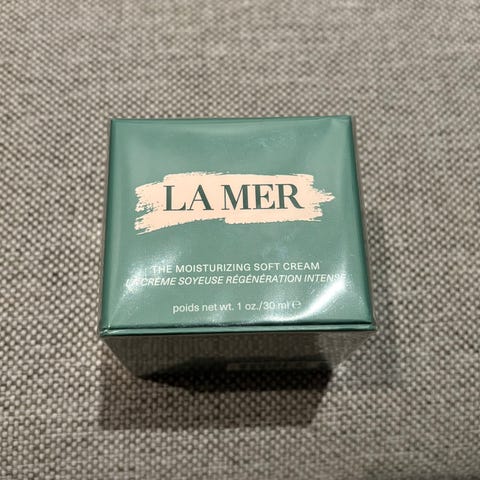 LA MER
THE MOISTURIZING SOFT CREAM
LA CRÈME SOYEUSE RÉGÉNÉRATION INTENSE
poids net wt. 1 oz./30 ml ℮